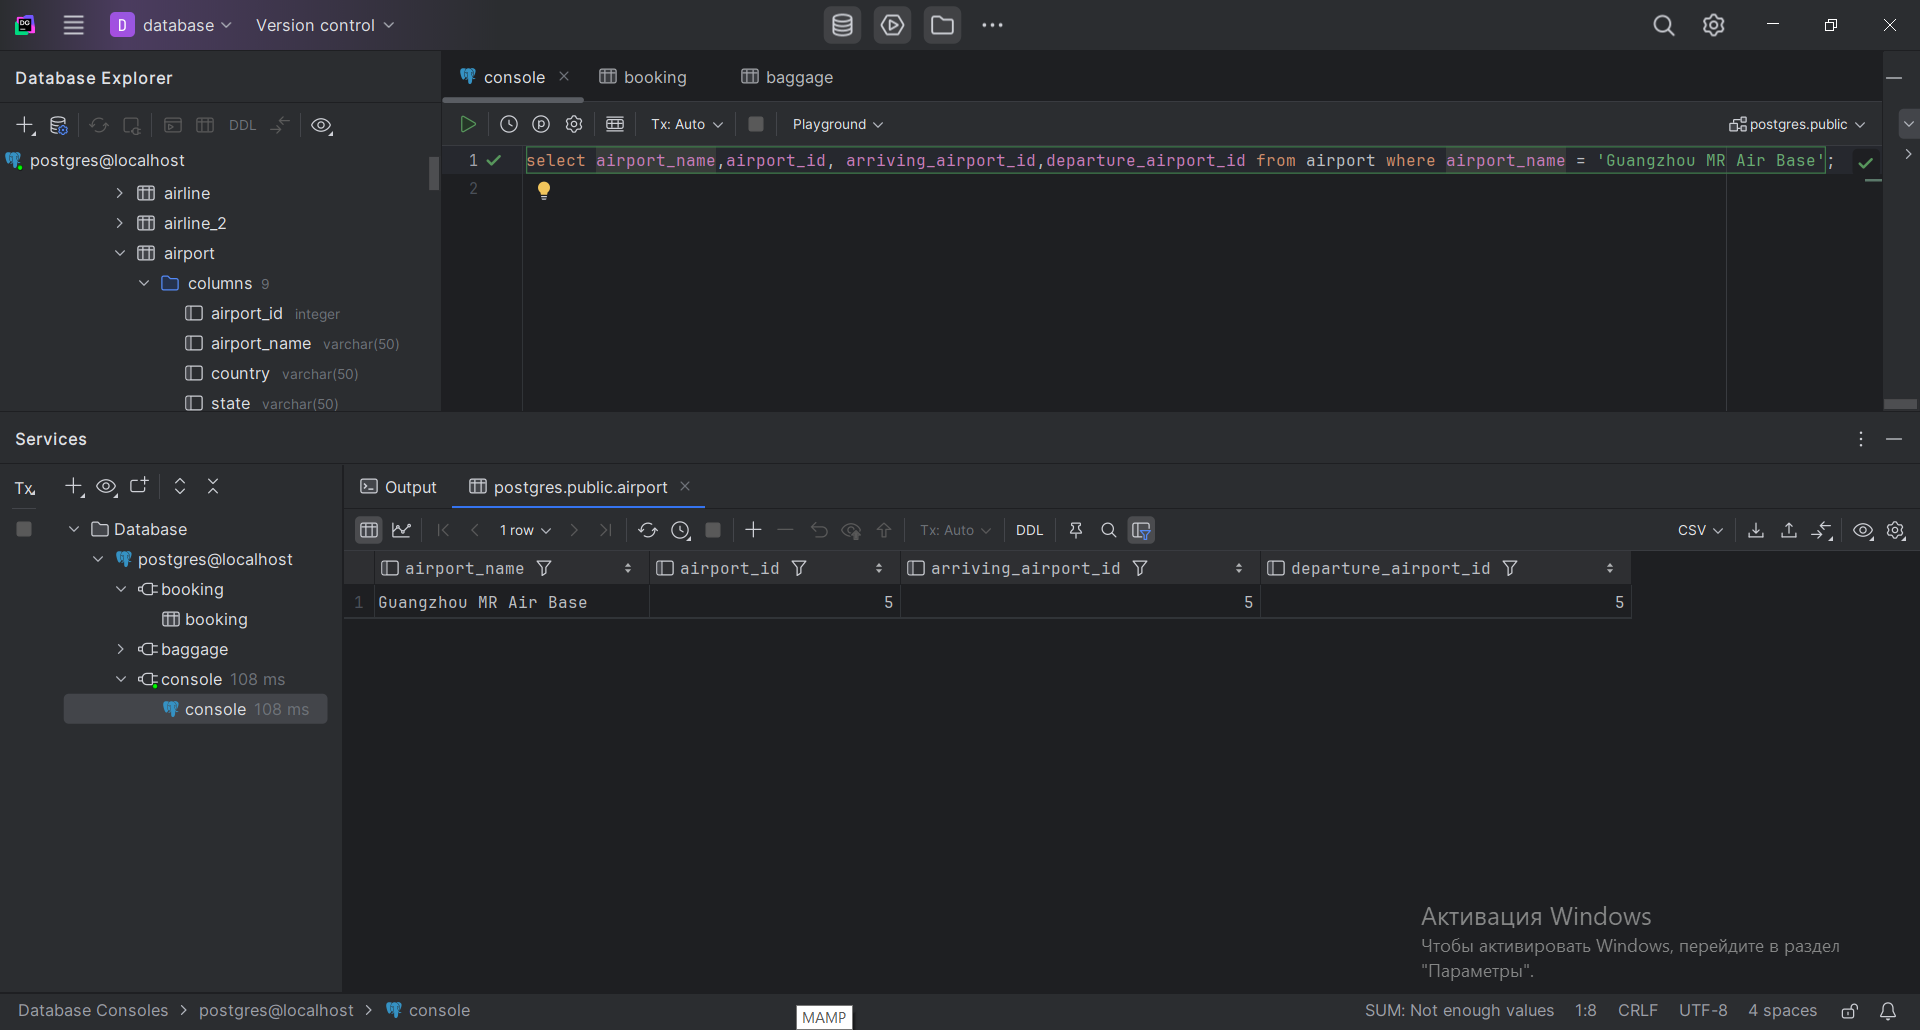 D database Version control
Database Explorer
console
booking
baggage
DDL
Tx: Auto
Playground
postgres.public
postgres@localhost
1 select airport_name,airport_id, arriving_airport_id,departure_airport_id from airport where airport_name = 'Guangzhou MR Air Base';
2
airline
airline_2
airport
columns 9
airport_id integer
airport_name varchar(50)
country varchar(50)
state varchar(50)
Services
Tx
Output
postgres.public.airport
Database
postgres@localhost
booking
booking
baggage
console 108 ms
console 108 ms
1 row
Tx: Auto
DDL
CSV
airport_name airport_id arriving_airport_id departure_airport_id
1 Guangzhou MR Air Base 5 5 5
Активация Windows
Чтобы активировать Windows, перейдите в раздел
"Параметры".
Database Consoles > postgres@localhost > console
MAMP
SUM: Not enough values 1:8 CRLF UTF-8 4 spaces